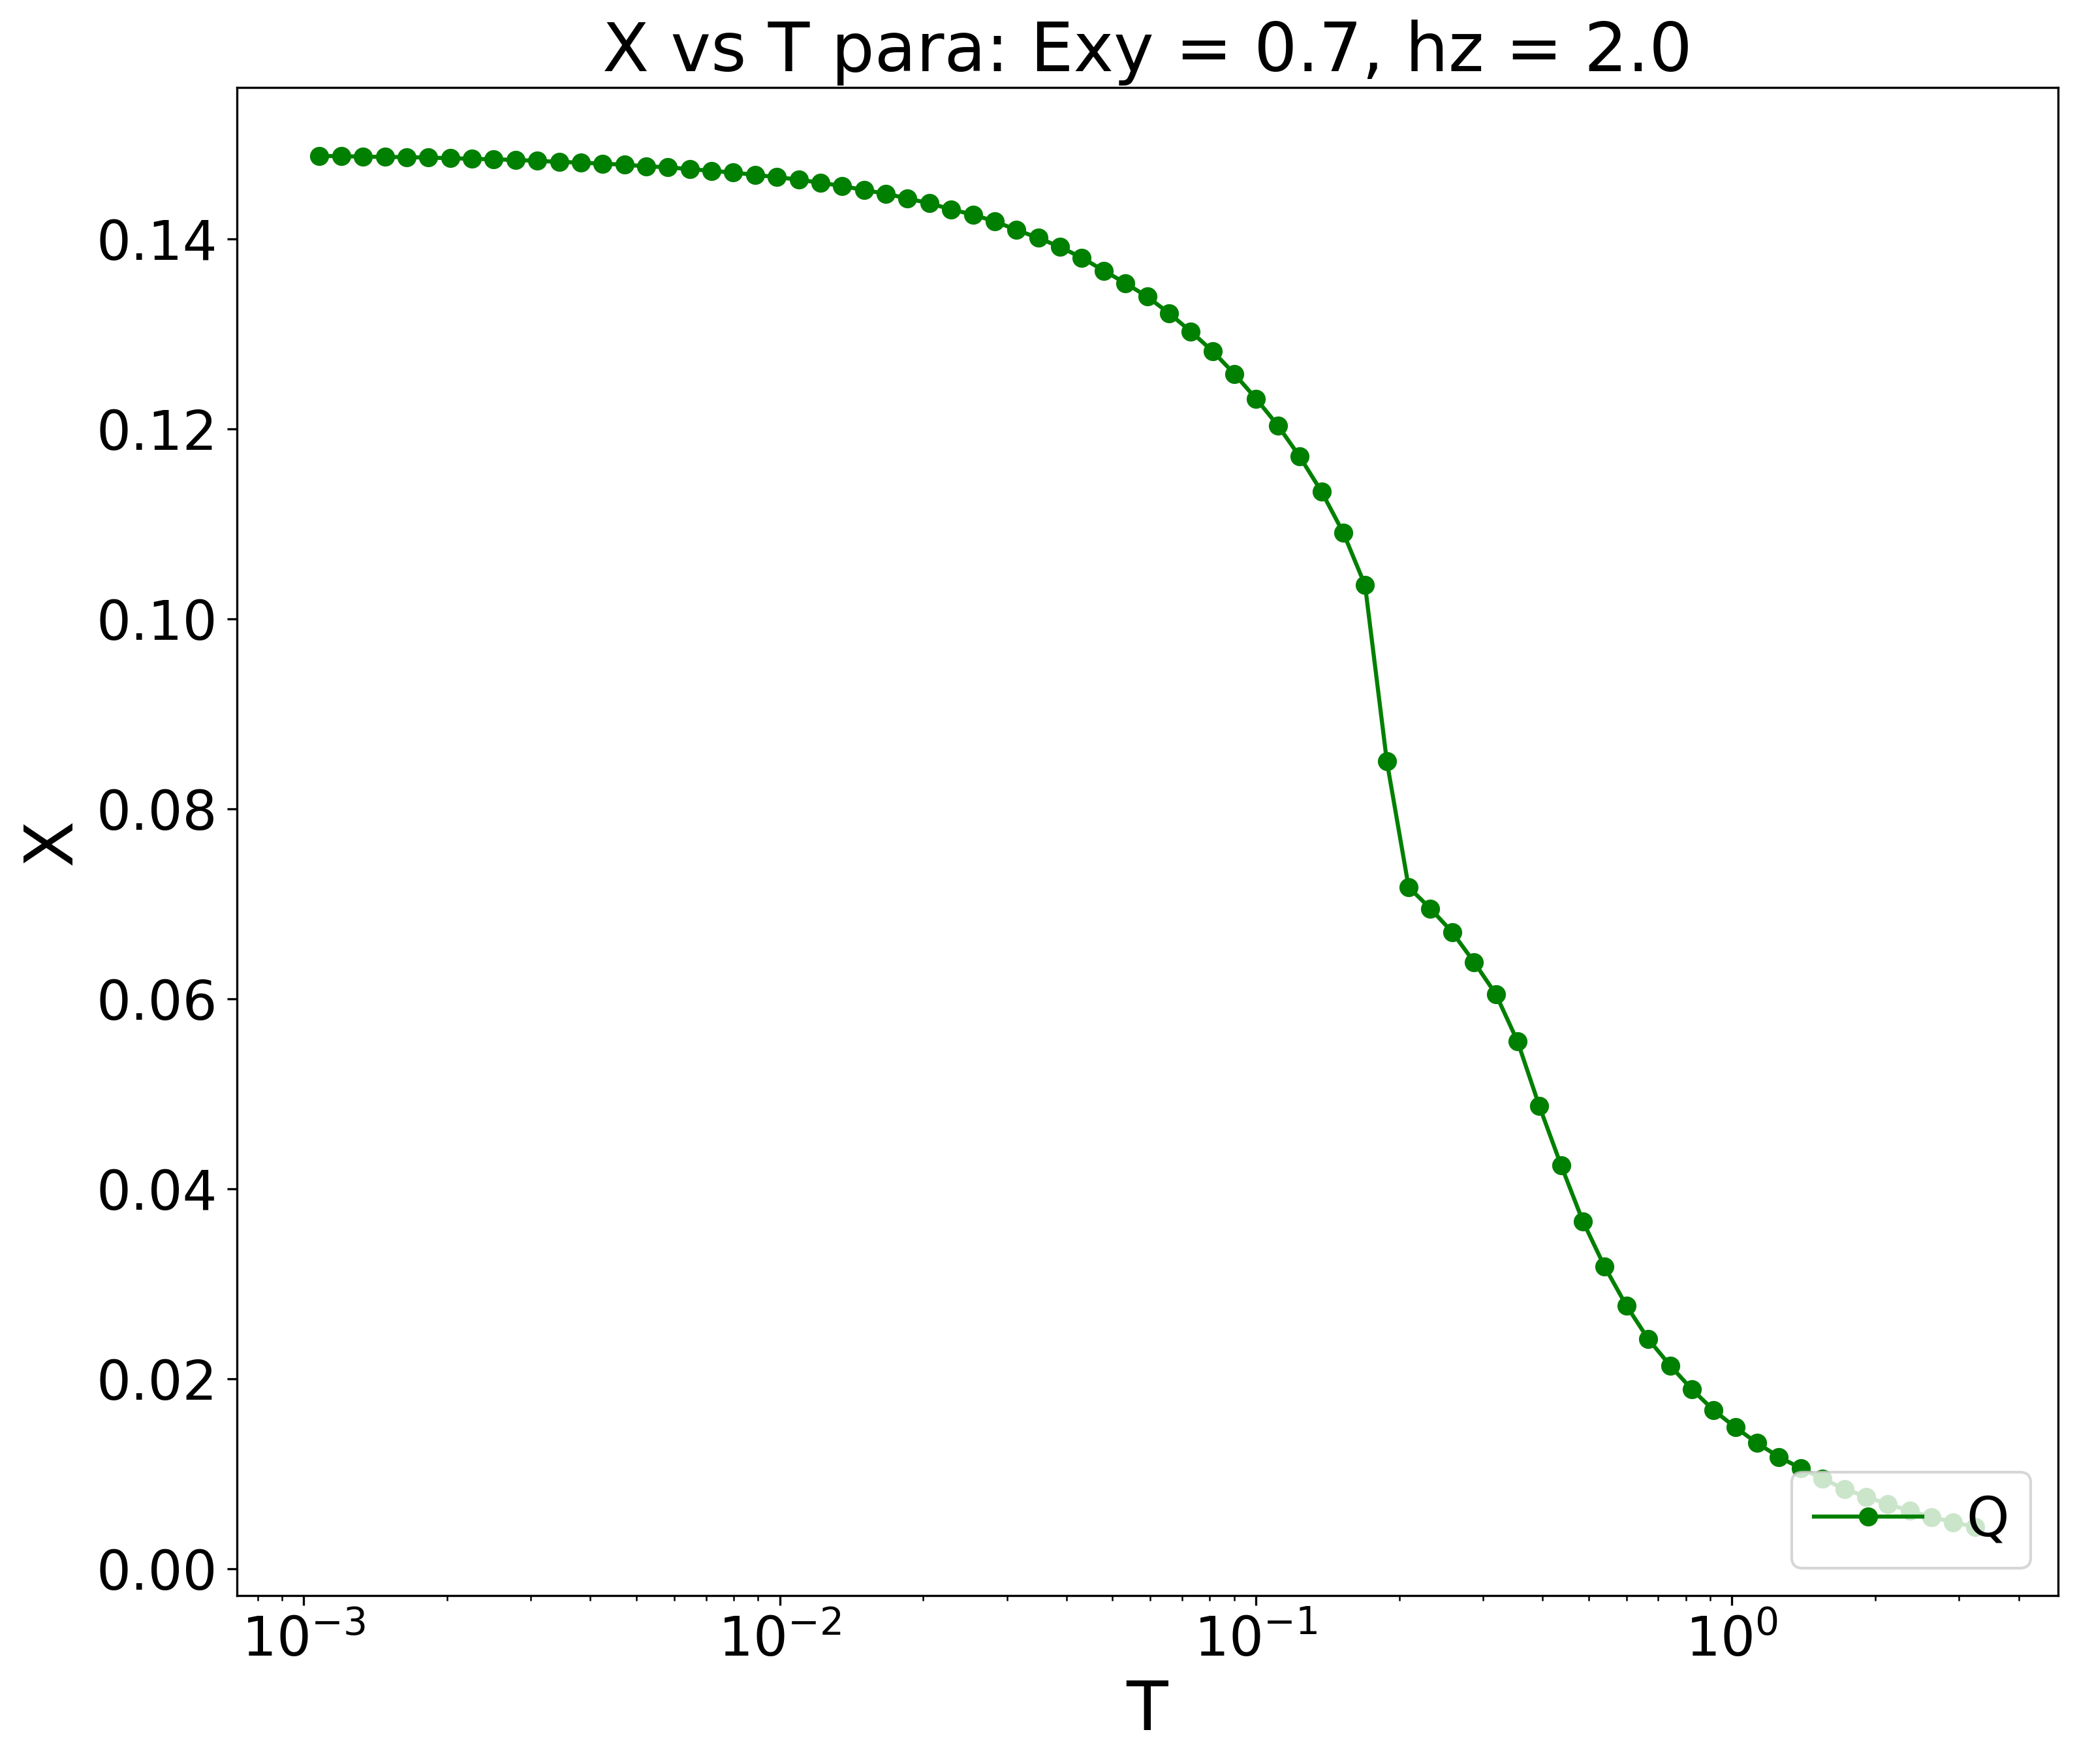 X vs T para: Exy = 0.7, hz = 2.0
X
0.14
0.12
0.10
0.08
0.06
0.04
0.02
0.00
10⁻³ 10⁻² 10⁻¹ 10⁰
T
Q